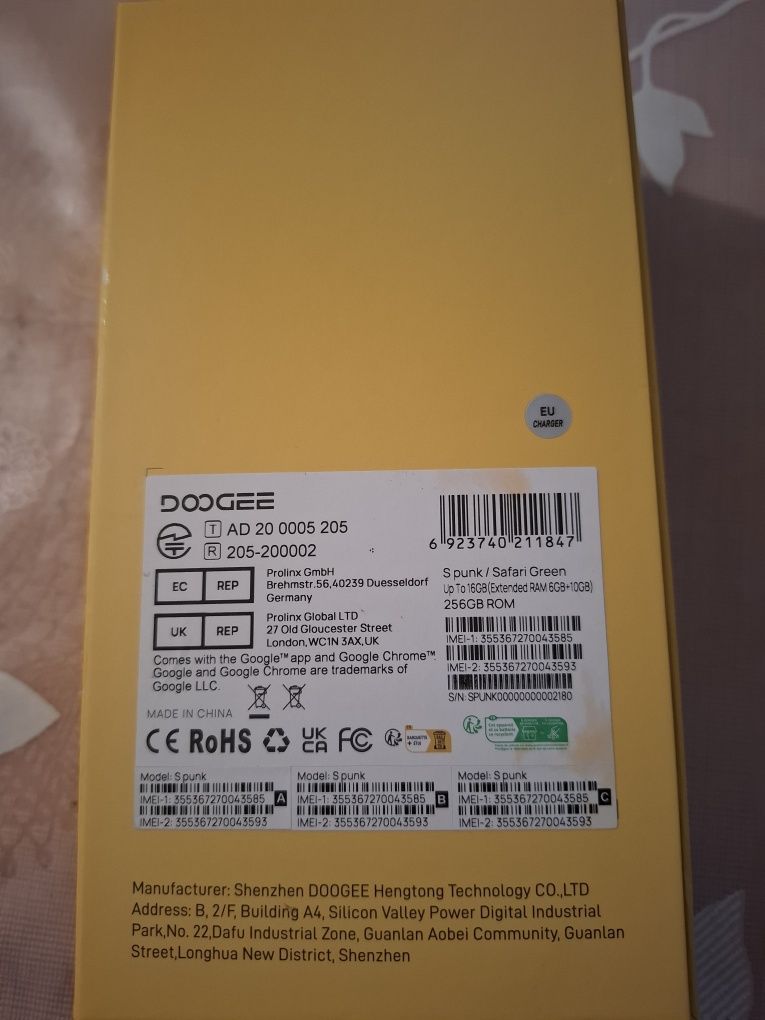 EU
CHARGER
DOOGEE
T AD 20 0005 205
R 205-200002
6 923740 211847
EC REP
Prolinx GmbH
Brehmstr.56,40239 Duesseldorf
Germany
UK REP
Prolinx Global LTD
27 Old Gloucester Street
London,WC1N 3AX,UK
Comes with the Google™ app and Google Chrome™
Google and Google Chrome are trademarks of
Google LLC.
S punk / Safari Green
Up To 16GB(Extended RAM 6GB+10GB)
256GB ROM
IMEI-1: 355367270043585
IMEI-2: 355367270043593
S/N: SPUNK00000000002180
MADE IN CHINA
CE RoHS UK CA FC
Model: S punk
IMEI-1: 355367270043585 A
IMEI-2: 355367270043593
Model: S punk
IMEI-1: 355367270043585 B
IMEI-2: 355367270043593
Model: S punk
IMEI-1: 355367270043585 C
IMEI-2: 355367270043593
Manufacturer: Shenzhen DOOGEE Hengtong Technology CO.,LTD
Address: B, 2/F, Building A4, Silicon Valley Power Digital Industrial
Park,No. 22,Dafu Industrial Zone, Guanlan Aobei Community, Guanlan
Street,Longhua New District, Shenzhen